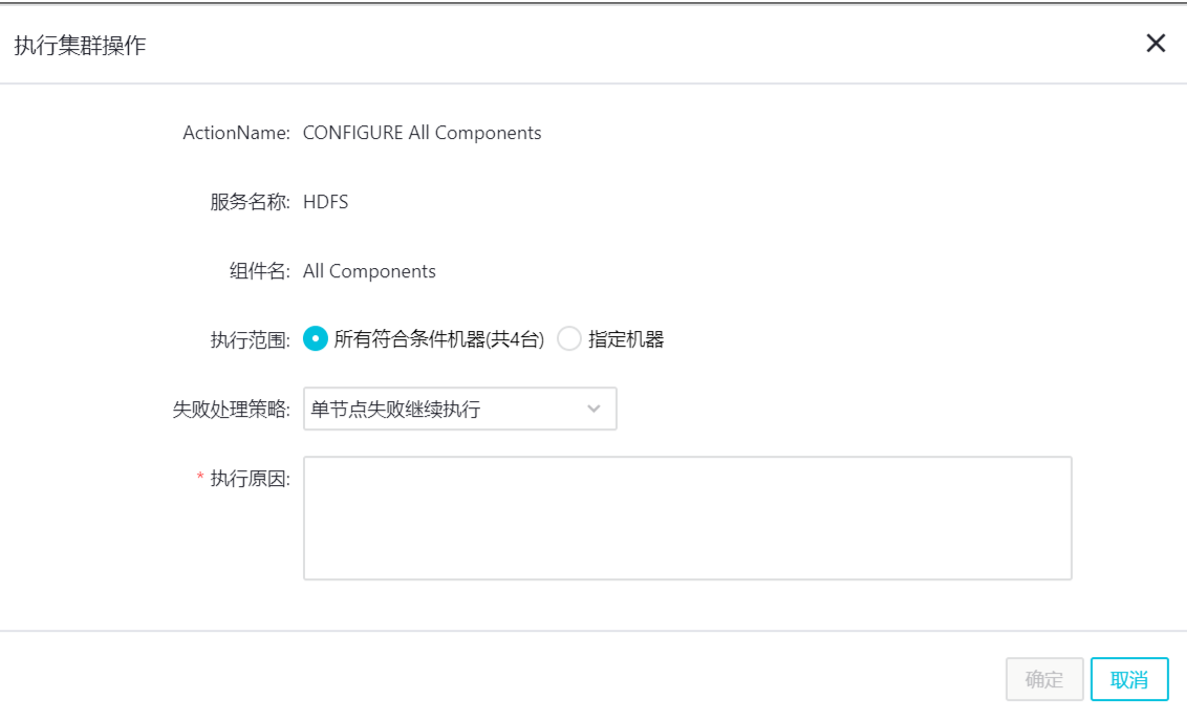 执行集群操作
ActionName: CONFIGURE All Components
服务名称: HDFS
组件名: All Components
执行范围: 所有符合条件机器(共4台) 指定机器
失败处理策略: 单节点失败继续执行
* 执行原因:
确定 取消